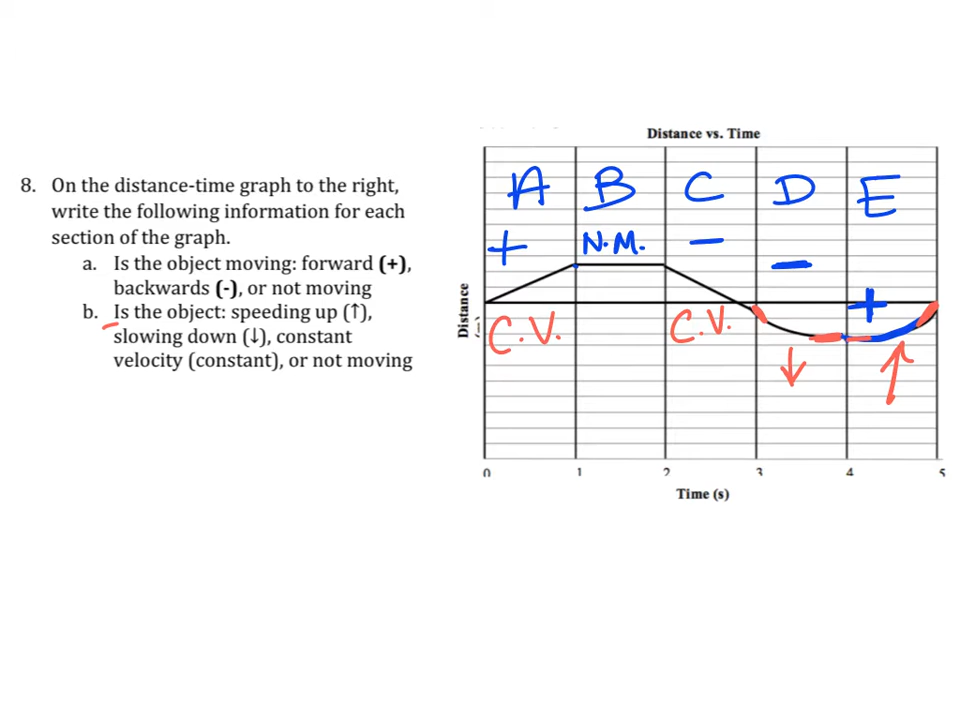 Distance vs. Time
8. On the distance-time graph to the right,
write the following information for each
section of the graph.
a. Is the object moving: forward (+),
backwards (-), or not moving
b. Is the object: speeding up (↑),
slowing down (↓), constant
velocity (constant), or not moving
A B C D E
+ N.M. − − +
Distance
C.V. C.V. ↓ ↑
0 1 2 3 4 5
Time (s)